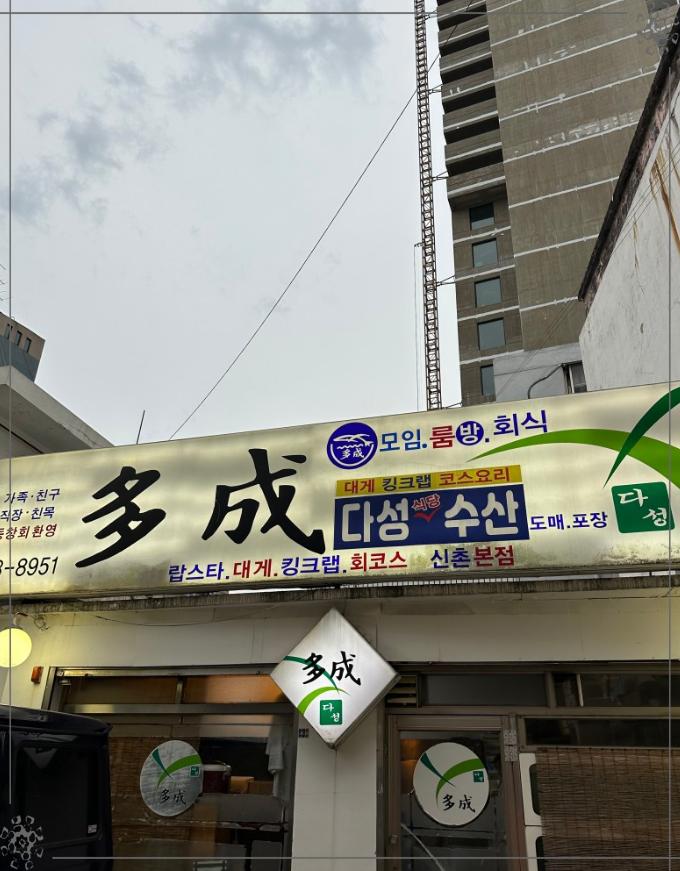 가족·친구
직장·친목
동창회 환영
8951
多成
多成
모임.룸방.회식
대게 킹크랩 코스요리
다성 식당 수산
도매.포장
다성
랍스타.대게.킹크랩.회코스 신촌본점
多成
다성
多成
多成